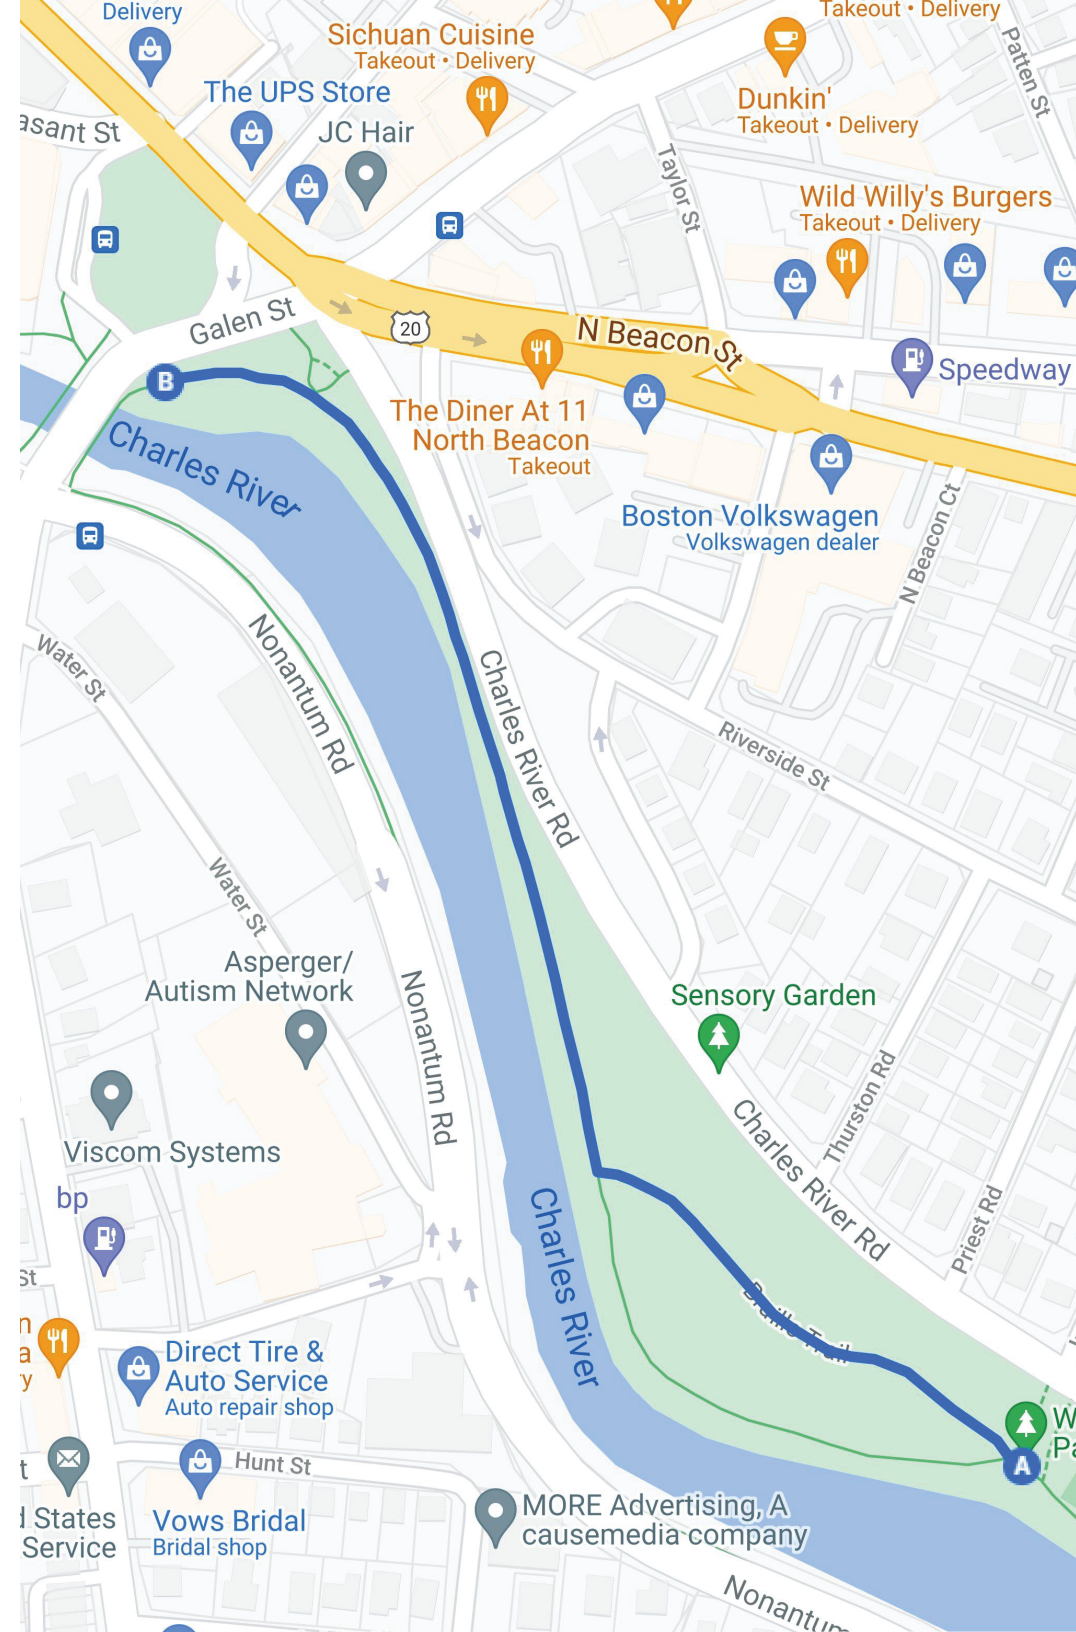 Delivery
Takeout • Delivery
Sichuan Cuisine
Takeout • Delivery
Patten St
The UPS Store
Dunkin'
Takeout • Delivery
asant St
JC Hair
Taylor St
Wild Willy's Burgers
Takeout • Delivery
Galen St
20
N Beacon St
Speedway
B
The Diner At 11
North Beacon
Takeout
Charles River
Boston Volkswagen
Volkswagen dealer
N Beacon Ct
Water St
Nonantum Rd
Charles River Rd
Riverside St
Water St
Asperger/
Autism Network
Nonantum Rd
Sensory Garden
Thurston Rd
Charles River Rd
Viscom Systems
bp
Priest Rd
Charles River
St
n
a
ry
Direct Tire &
Auto Service
Auto repair shop
Braille Trail
W
Pa
A
t
Hunt St
d States
Service
Vows Bridal
Bridal shop
MORE Advertising, A
causemedia company
Nonantum